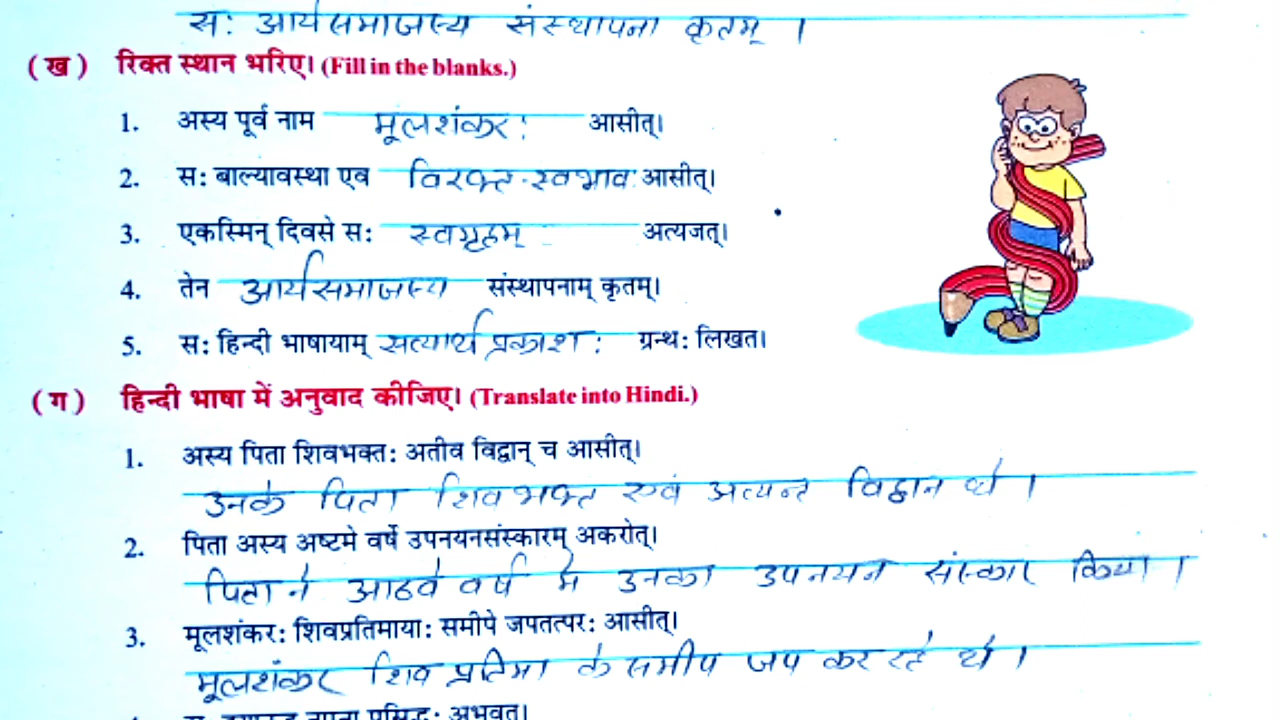 स: आर्यसमाजस्य संस्थापना कृतम् ।
( ख ) रिक्त स्थान भरिए। (Fill in the blanks.)
1. अस्य पूर्व नाम मूलशंकर: आसीत्।
2. स: बाल्यावस्था एव विरक्त-स्वभाव: आसीत्।
3. एकस्मिन् दिवसे स: स्वगृहम् अत्यजत्।
4. तेन आर्यसमाजस्य संस्थापनाम् कृतम्।
5. स: हिन्दी भाषायाम् सत्यार्थ प्रकाश: ग्रन्थ: लिखत।
( ग ) हिन्दी भाषा में अनुवाद कीजिए। (Translate into Hindi.)
1. अस्य पिता शिवभक्त: अतीव विद्वान् च आसीत्।
उनके पिता शिव भक्त एवं अत्यन्त विद्वान थे ।
2. पिता अस्य अष्टमे वर्षे उपनयनसंस्कारम् अकरोत्।
पिता ने आठवे वर्ष मे उनका उपनयन संस्कार किया ।
3. मूलशंकर: शिवप्रतिमाया: समीपे जपतत्पर: आसीत्।
मूलशंकर शिव प्रतिमा के समीप जप कर रहे थे ।